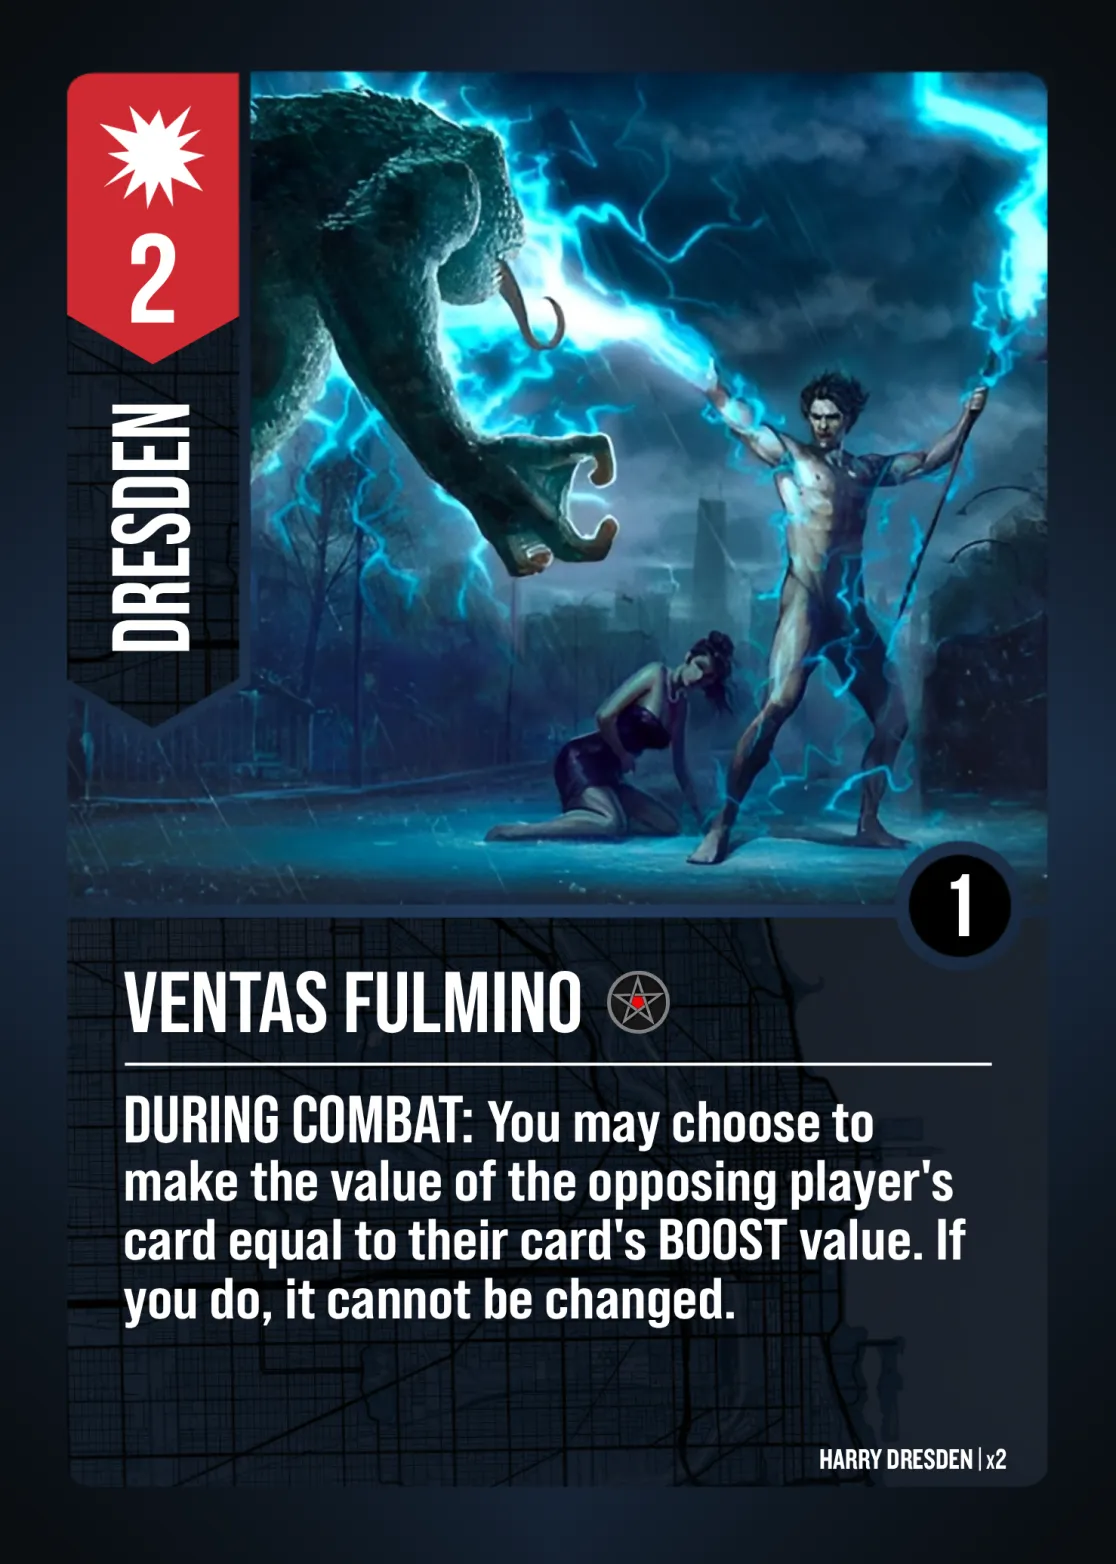 2
DRESDEN
1
VENTAS FULMINO
DURING COMBAT: You may choose to
make the value of the opposing player's
card equal to their card's BOOST value. If
you do, it cannot be changed.
HARRY DRESDEN | x2